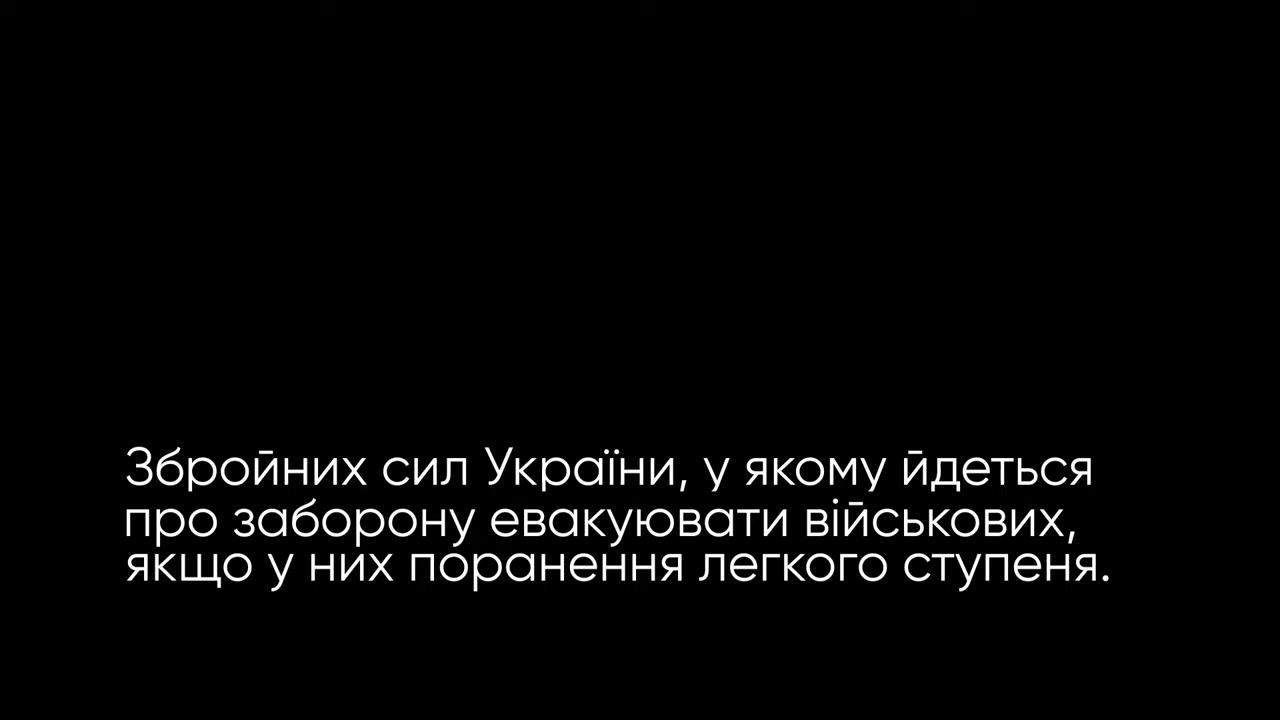 Збройних сил України, у якому йдеться
про заборону евакуювати військових,
якщо у них поранення легкого ступеня.